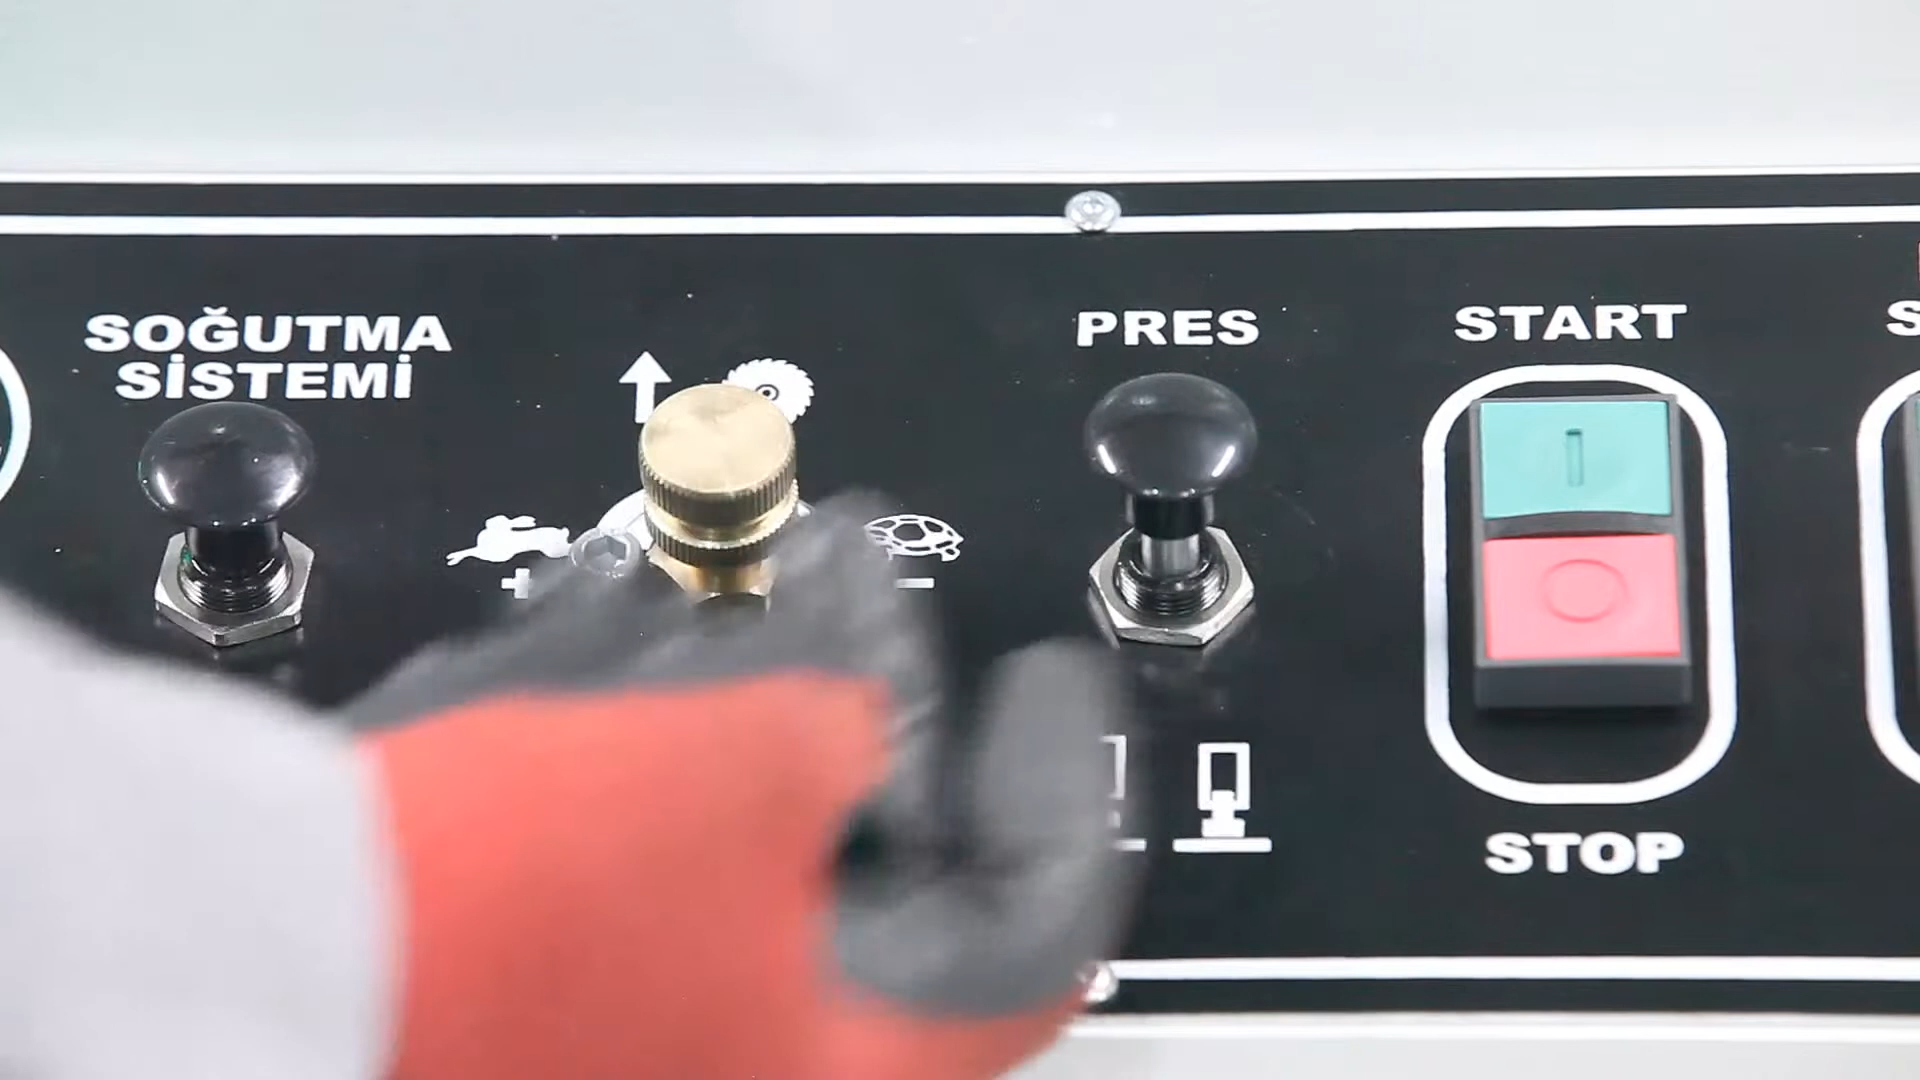 SOĞUTMA
SİSTEMİ
+
-
PRES
START
STOP
S